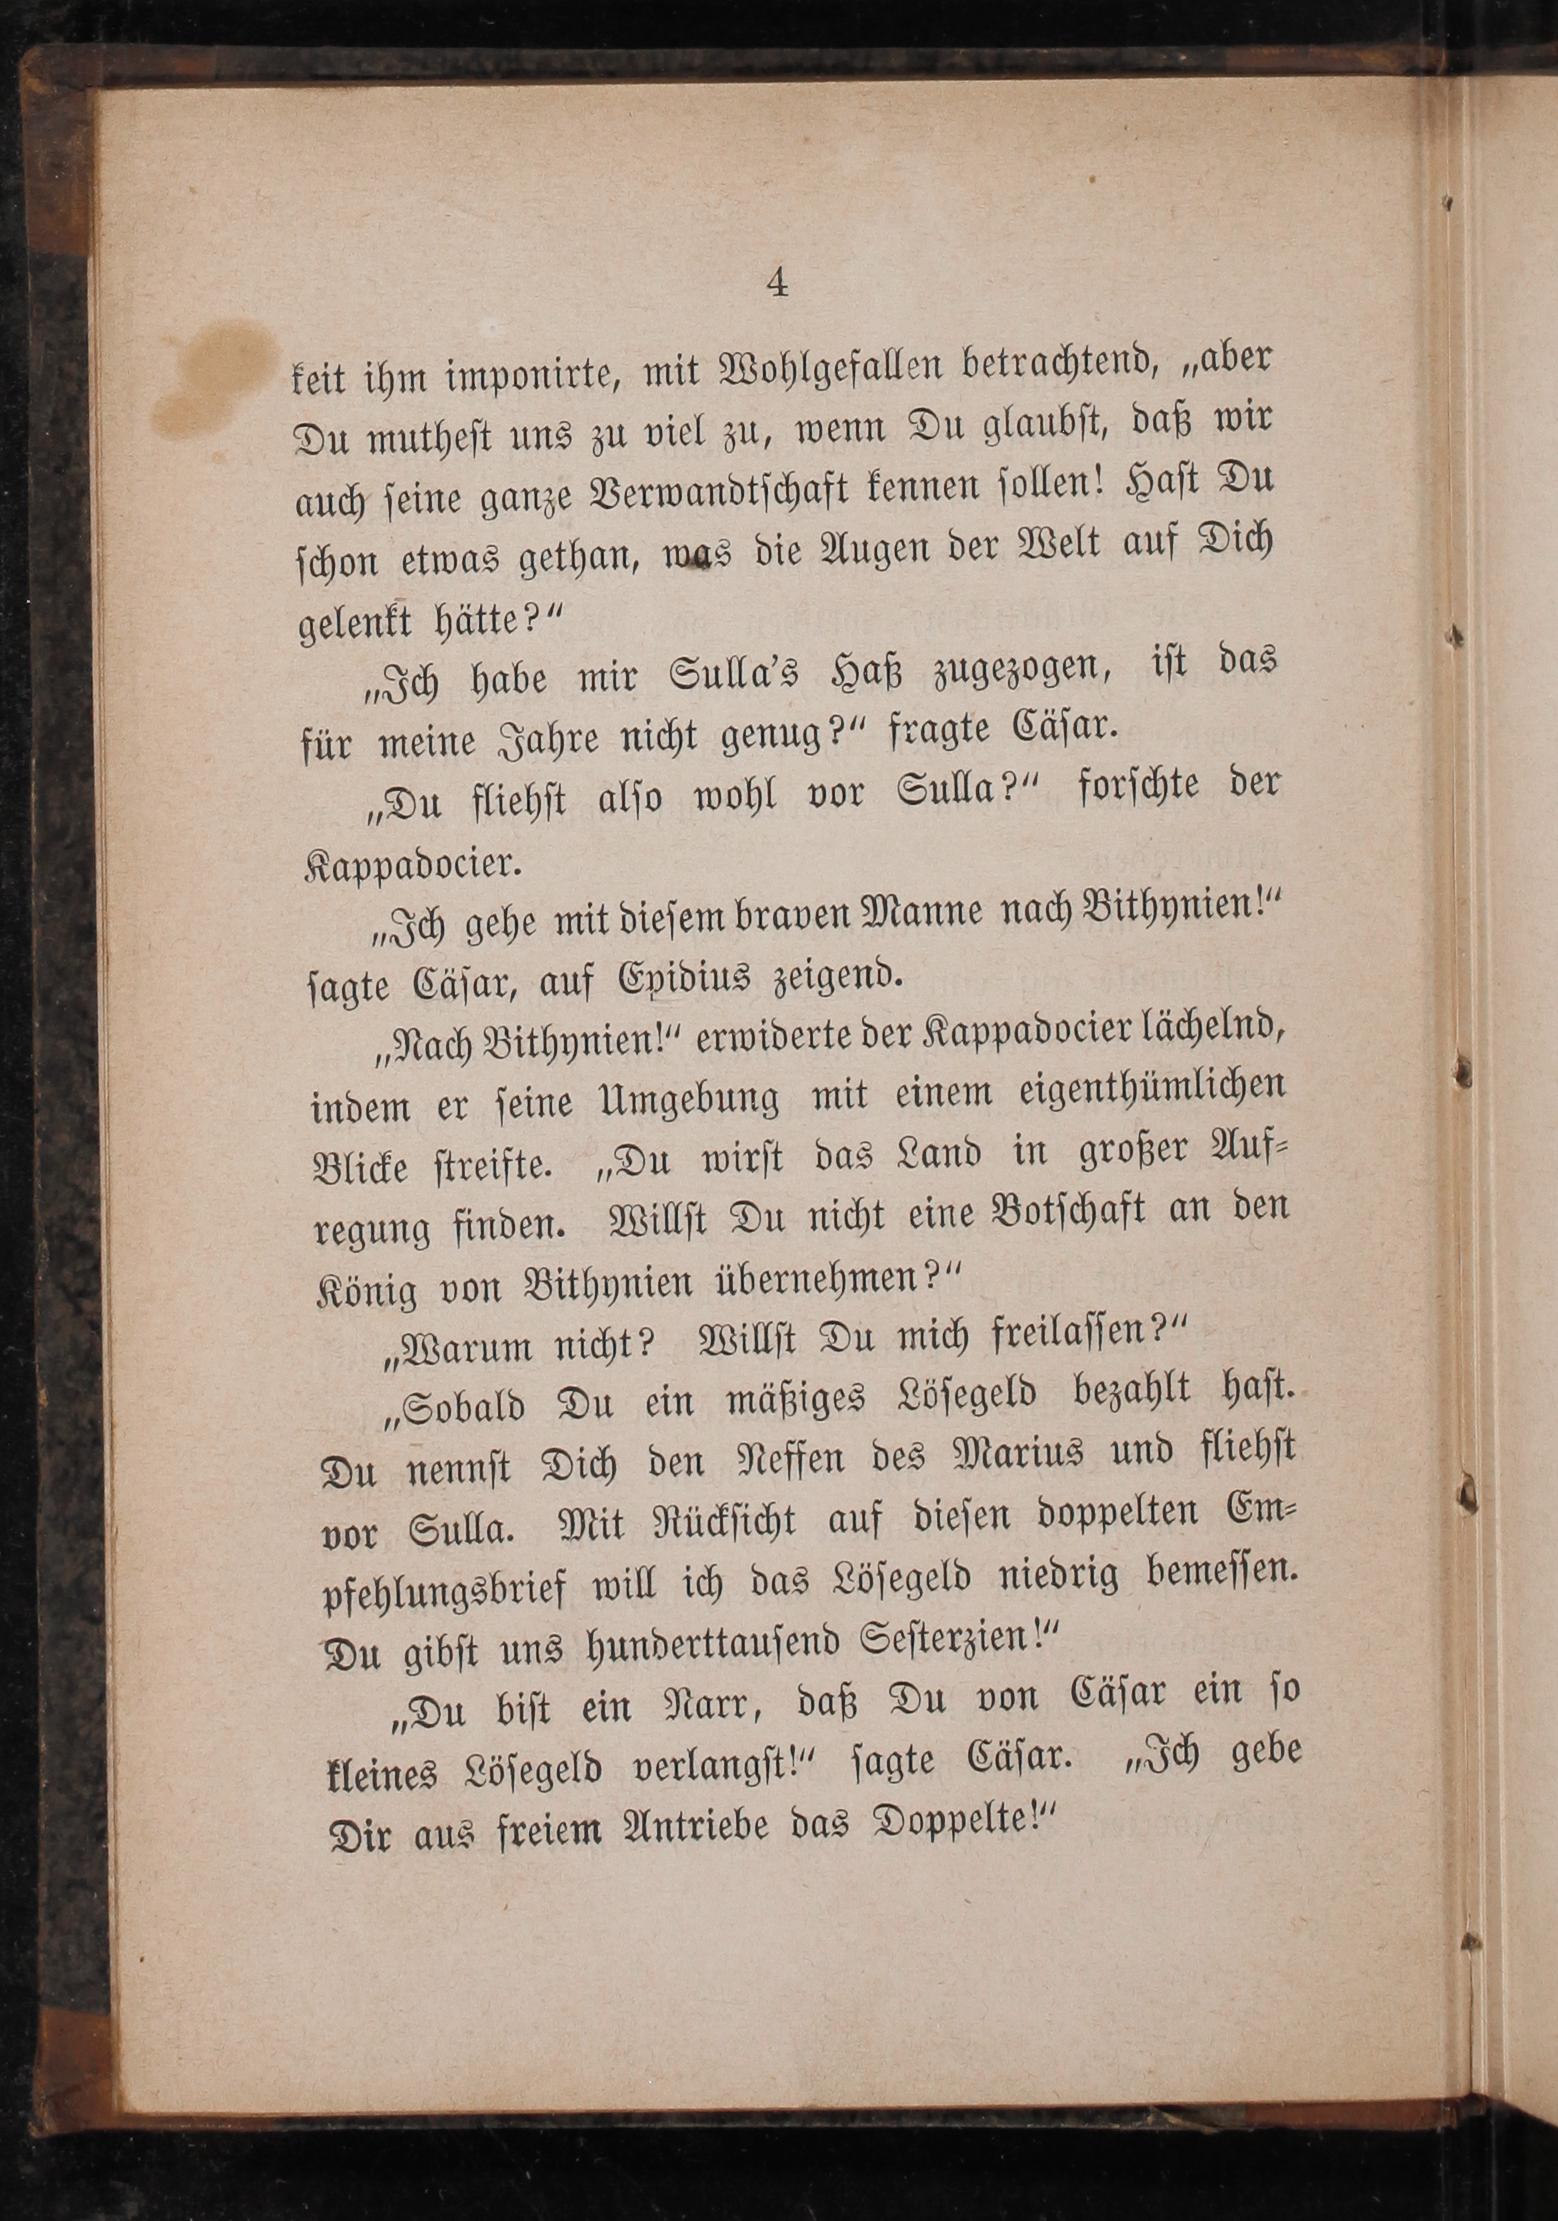 4
keit ihm imponirte, mit Wohlgefallen betrachtend, „aber
Du muthest uns zu viel zu, wenn Du glaubst, daß wir
auch seine ganze Verwandtschaft kennen sollen! Hast Du
schon etwas gethan, was die Augen der Welt auf Dich
gelenkt hätte?“
„Ich habe mir Sulla's Haß zugezogen, ist das
für meine Jahre nicht genug?“ fragte Cäsar.
„Du fliehst also wohl vor Sulla?“ forschte der
Kappadocier.
„Ich gehe mit diesem braven Manne nach Bithynien!“
sagte Cäsar, auf Epidius zeigend.
„Nach Bithynien!“ erwiderte der Kappadocier lächelnd,
indem er seine Umgebung mit einem eigenthümlichen
Blicke streifte. „Du wirst das Land in großer Auf-
regung finden. Willst Du nicht eine Botschaft an den
König von Bithynien übernehmen?“
„Warum nicht? Willst Du mich freilassen?“
„Sobald Du ein mäßiges Lösegeld bezahlt hast.
Du nennst Dich den Neffen des Marius und fliehst
vor Sulla. Mit Rücksicht auf diesen doppelten Em-
pfehlungsbrief will ich das Lösegeld niedrig bemessen.
Du gibst uns hunderttausend Sesterzien!“
„Du bist ein Narr, daß Du von Cäsar ein so
kleines Lösegeld verlangst!“ sagte Cäsar. „Ich gebe
Dir aus freiem Antriebe das Doppelte!“